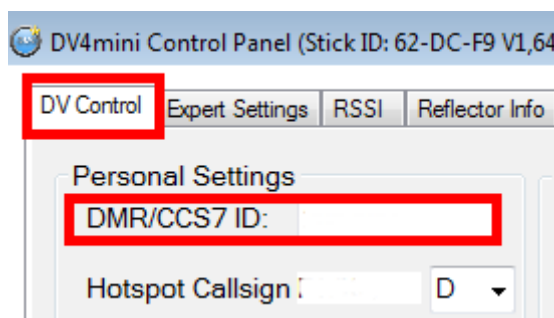 DV4mini Control Panel (Stick ID: 62-DC-F9 V1,64
DV Control Expert Settings RSSI Reflector Info
Personal Settings
DMR/CCS7 ID:
Hotspot Callsign D